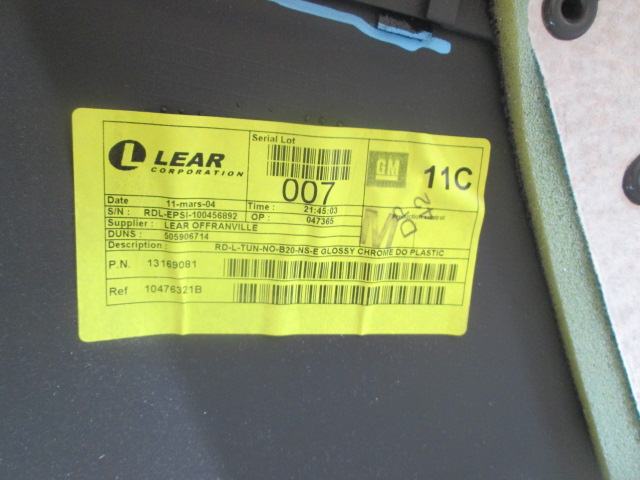 LEAR
CORPORATION
Serial Lot
007
GM
11C
Date 11-mars-04 Time : 21:45:03
S/N : RDL-EPSI-100456892 OP : 047365
Supplier : LEAR OFFRANVILLE
DUNS : 505906714
M
Description : RD-L-TUN-NO-B20-NS-E GLOSSY CHROME DO PLASTIC
P.N. 13169081
Ref 10476321B